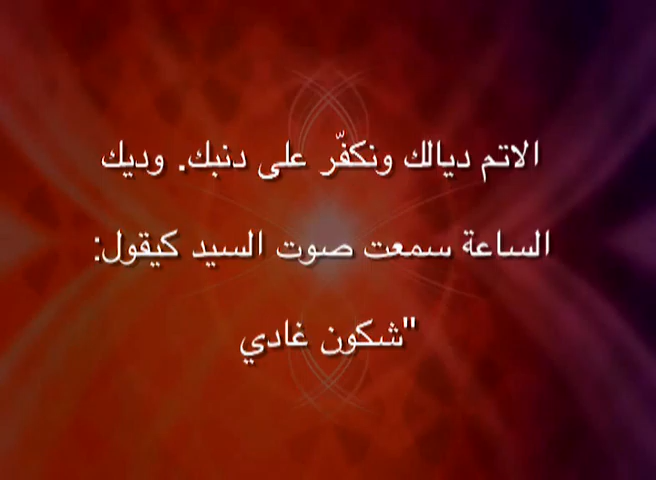 الاتم ديالك ونكفّر على دنبك. وديك
الساعة سمعت صوت السيد كيقول:
"شكون غادي